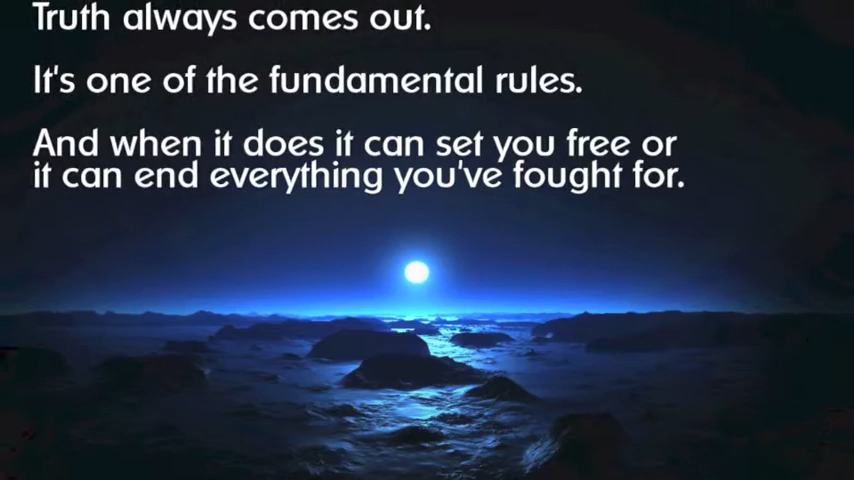 Truth always comes out.
It's one of the fundamental rules.
And when it does it can set you free or
it can end everything you've fought for.